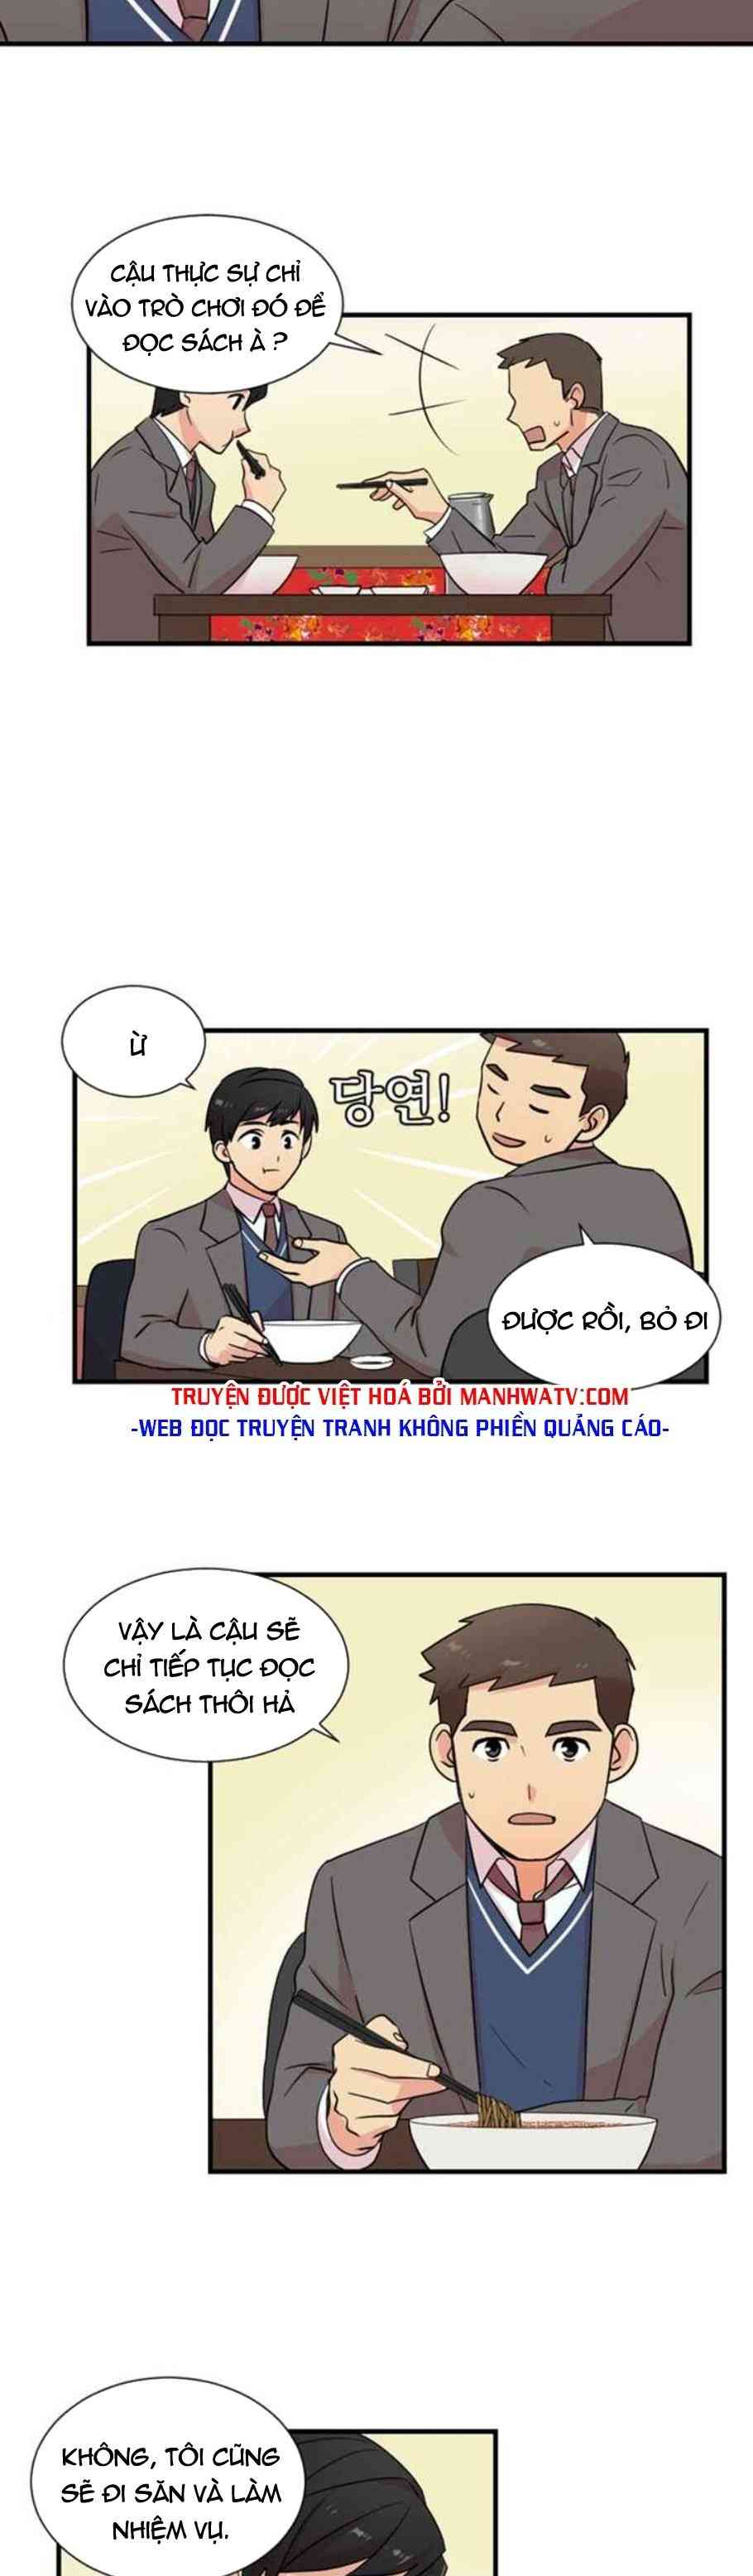 CẬU THỰC SỰ CHỈ
VÀO TRÒ CHƠI ĐÓ ĐỂ
ĐỌC SÁCH À ?
Ừ
당연!
ĐƯỢC RỒI, BỎ ĐI
TRUYỆN ĐƯỢC VIỆT HOÁ BỞI MANHWATV.COM
-WEB ĐỌC TRUYỆN TRANH KHÔNG PHIỀN QUẢNG CÁO-
VẬY LÀ CẬU SẼ
CHỈ TIẾP TỤC ĐỌC
SÁCH THÔI HẢ
KHÔNG, TÔI CŨNG
SẼ ĐI SĂN VÀ LÀM
NHIỆM VỤ.